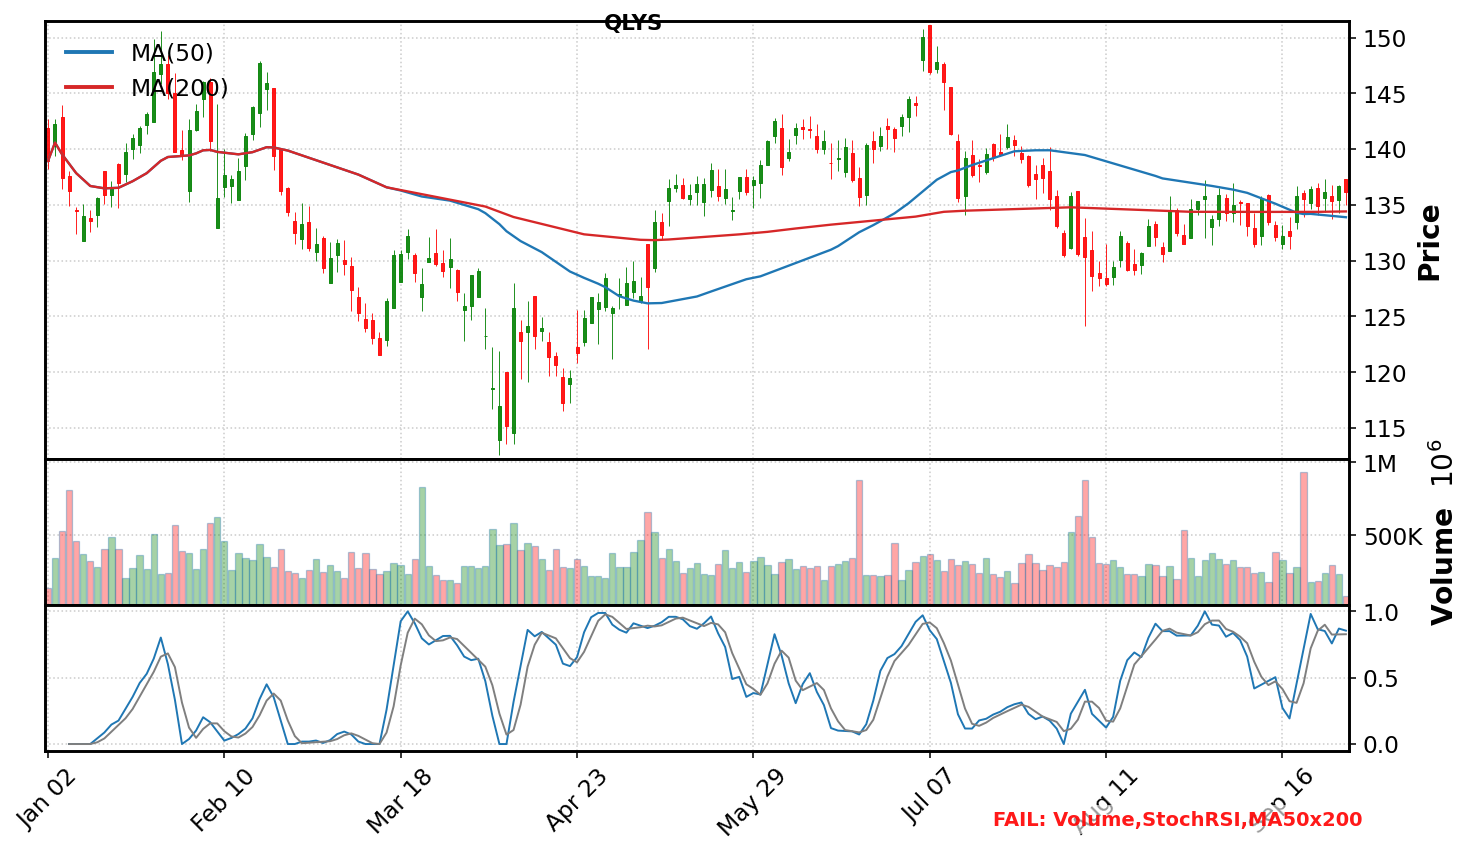 QLYS
MA(50)
MA(200)
150
145
140
135
130
125
120
115
Price
1M
500K
Volume 10⁶
1.0
0.5
0.0
Jan 02
Feb 10
Mar 18
Apr 23
May 29
Jul 07
Aug 11
Sep 16
FAIL: Volume,StochRSI,MA50x200